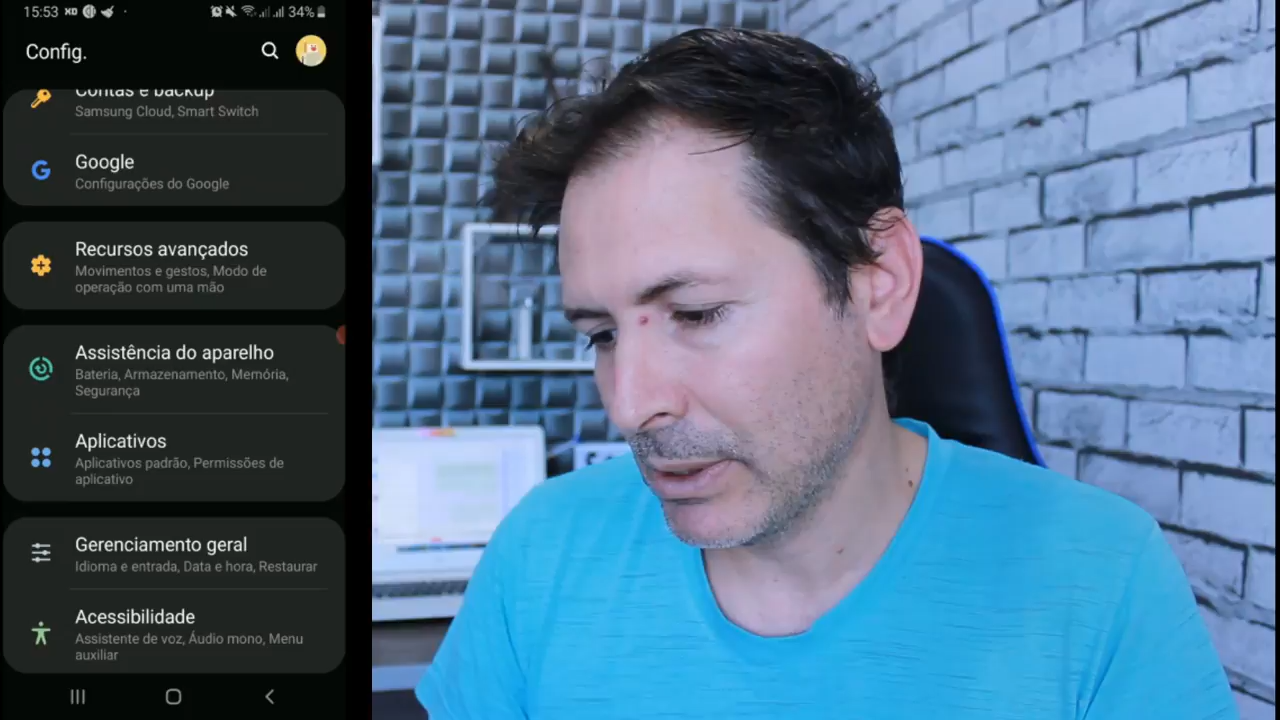 15:53
34%
Config.
Contas e backup
Samsung Cloud, Smart Switch
Google
Configurações do Google
Recursos avançados
Movimentos e gestos, Modo de
operação com uma mão
Assistência do aparelho
Bateria, Armazenamento, Memória,
Segurança
Aplicativos
Aplicativos padrão, Permissões de
aplicativo
Gerenciamento geral
Idioma e entrada, Data e hora, Restaurar
Acessibilidade
Assistente de voz, Áudio mono, Menu
auxiliar